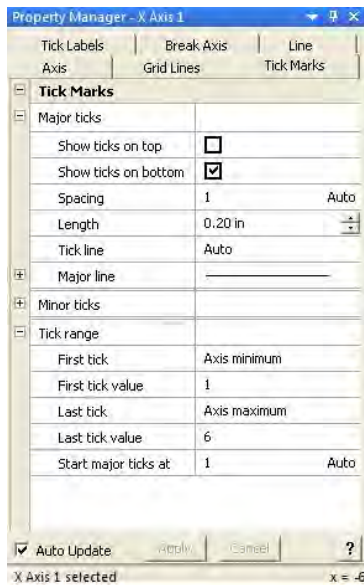 Property Manager - X Axis 1
Tick Labels Break Axis Line
Axis Grid Lines Tick Marks
Tick Marks
Major ticks
Show ticks on top
Show ticks on bottom
Spacing 1 Auto
Length 0.20 in
Tick line Auto
Major line
Minor ticks
Tick range
First tick Axis minimum
First tick value 1
Last tick Axis maximum
Last tick value 6
Start major ticks at 1 Auto
Auto Update Apply Cancel ?
X Axis 1 selected x =